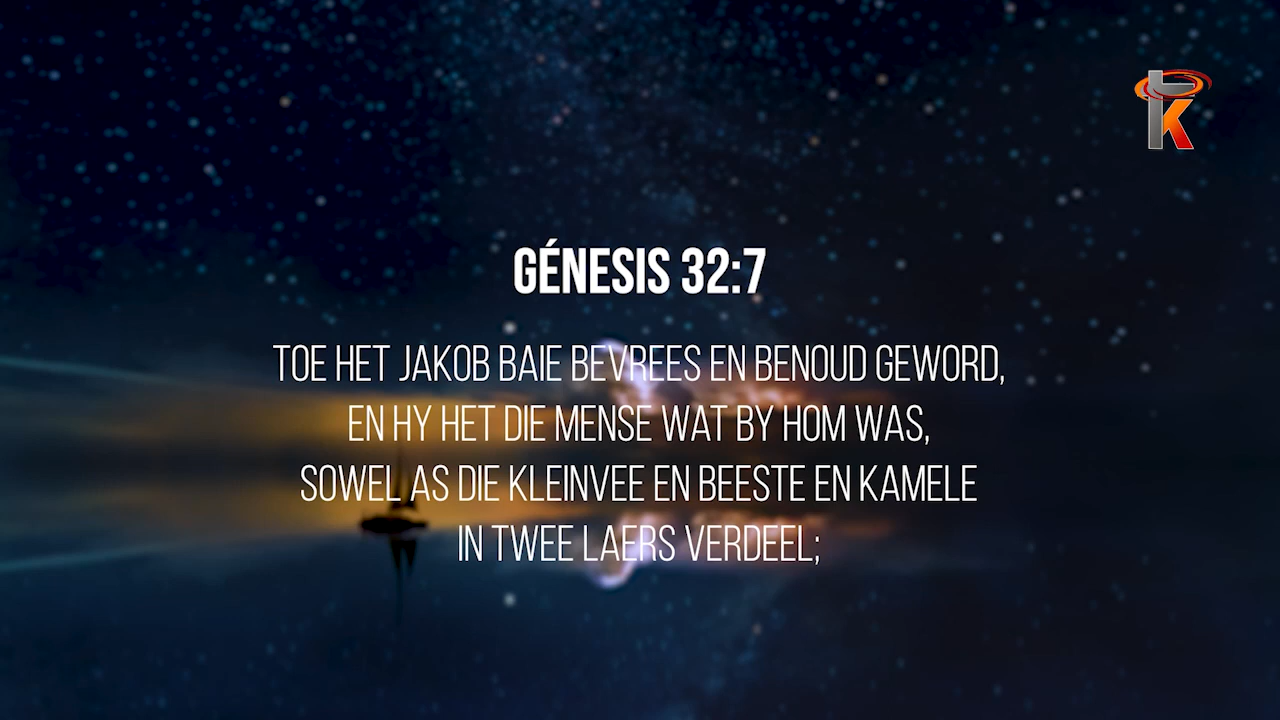 GÉNESIS 32:7
TOE HET JAKOB BAIE BEVREES EN BENOUD GEWORD,
EN HY HET DIE MENSE WAT BY HOM WAS,
SOWEL AS DIE KLEINVEE EN BEESTE EN KAMELE
IN TWEE LAERS VERDEEL;